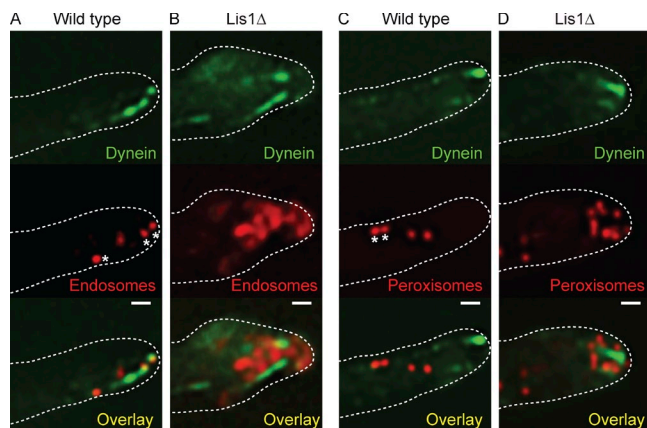 A Wild type B Lis1Δ C Wild type D Lis1Δ
Dynein Dynein Dynein Dynein
* * *
Endosomes Endosomes * * Peroxisomes Peroxisomes
Overlay Overlay Overlay Overlay